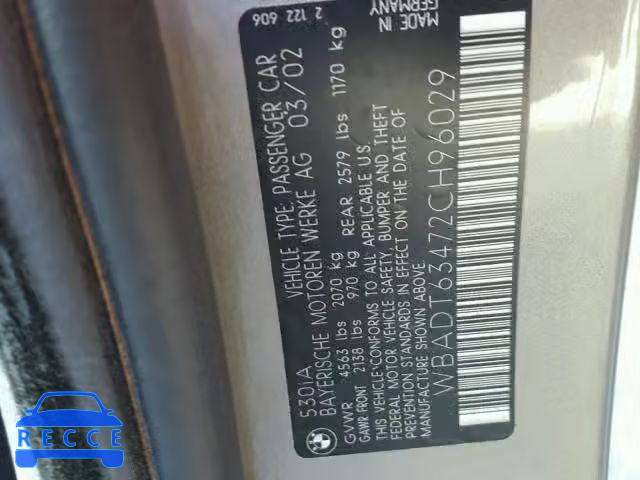 530iA VEHICLE TYPE: PASSENGER CAR
BAYERISCHE MOTOREN WERKE AG 03/02
GVWR 4563 lbs 2070 kg
GAWR FRONT 2138 lbs 970 kg REAR 2579 lbs 1170 kg
THIS VEHICLE CONFORMS TO ALL APPLICABLE U.S.
FEDERAL MOTOR VEHICLE SAFETY, BUMPER AND THEFT
PREVENTION STANDARDS IN EFFECT ON THE DATE OF
MANUFACTURE SHOWN ABOVE.
WBADT63472CH96029
2 122 606
MADE IN
GERMANY
BMW
RECCE